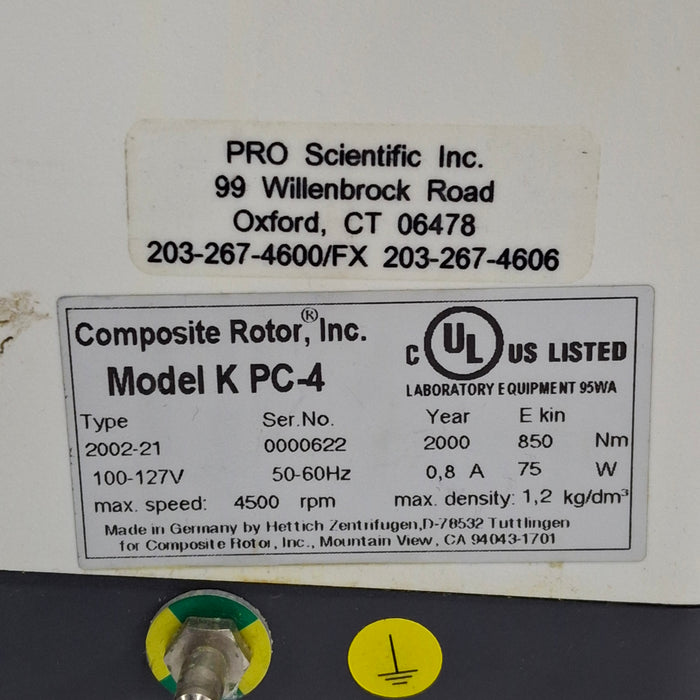 PRO Scientific Inc.
99 Willenbrock Road
Oxford, CT 06478
203-267-4600/FX 203-267-4606
Composite Rotor,® Inc.
Model K PC-4
C UL® US LISTED
LABORATORY EQUIPMENT 95WA
Type Ser.No. Year E kin
2002-21 0000622 2000 850 Nm
100-127V 50-60Hz 0,8 A 75 W
max. speed: 4500 rpm max. density: 1,2 kg/dm³
Made in Germany by Hettich Zentrifugen,D-78532 Tuttlingen
for Composite Rotor, Inc., Mountain View, CA 94043-1701